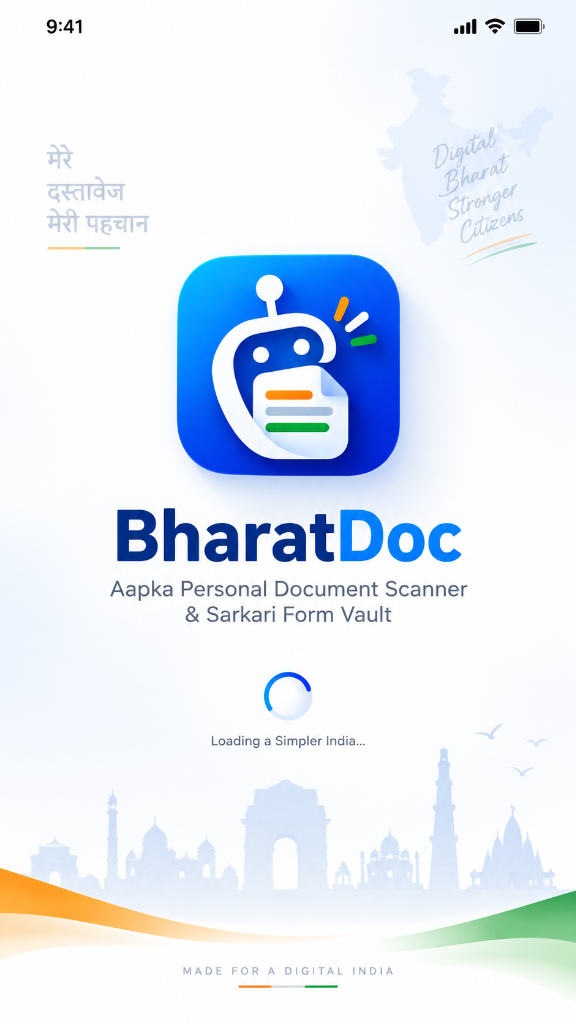 9:41
मेरे
दस्तावेज
मेरी पहचान
Digital
Bharat
Stronger
Citizens
BharatDoc
Aapka Personal Document Scanner
& Sarkari Form Vault
Loading a Simpler India...
MADE FOR A DIGITAL INDIA